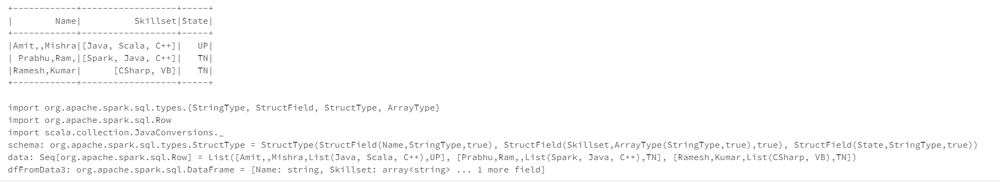 +------------+------------------+-----+
|        Name|          Skillset|State|
+------------+------------------+-----+
|Amit,,Mishra|[Java, Scala, C++]|   UP|
| Prabhu,Ram,|[Spark, Java, C++]|   TN|
|Ramesh,Kumar|      [CSharp, VB]|   TN|
+------------+------------------+-----+
import org.apache.spark.sql.types.{StringType, StructField, StructType, ArrayType}
import org.apache.spark.sql.Row
import scala.collection.JavaConversions._
schema: org.apache.spark.sql.types.StructType = StructType(StructField(Name,StringType,true), StructField(Skillset,ArrayType(StringType,true),true), StructField(State,StringType,true))
data: Seq[org.apache.spark.sql.Row] = List([Amit,,Mishra,List(Java, Scala, C++),UP], [Prabhu,Ram,,List(Spark, Java, C++),TN], [Ramesh,Kumar,List(CSharp, VB),TN])
dfFromData3: org.apache.spark.sql.DataFrame = [Name: string, Skillset: array<string> ... 1 more field]